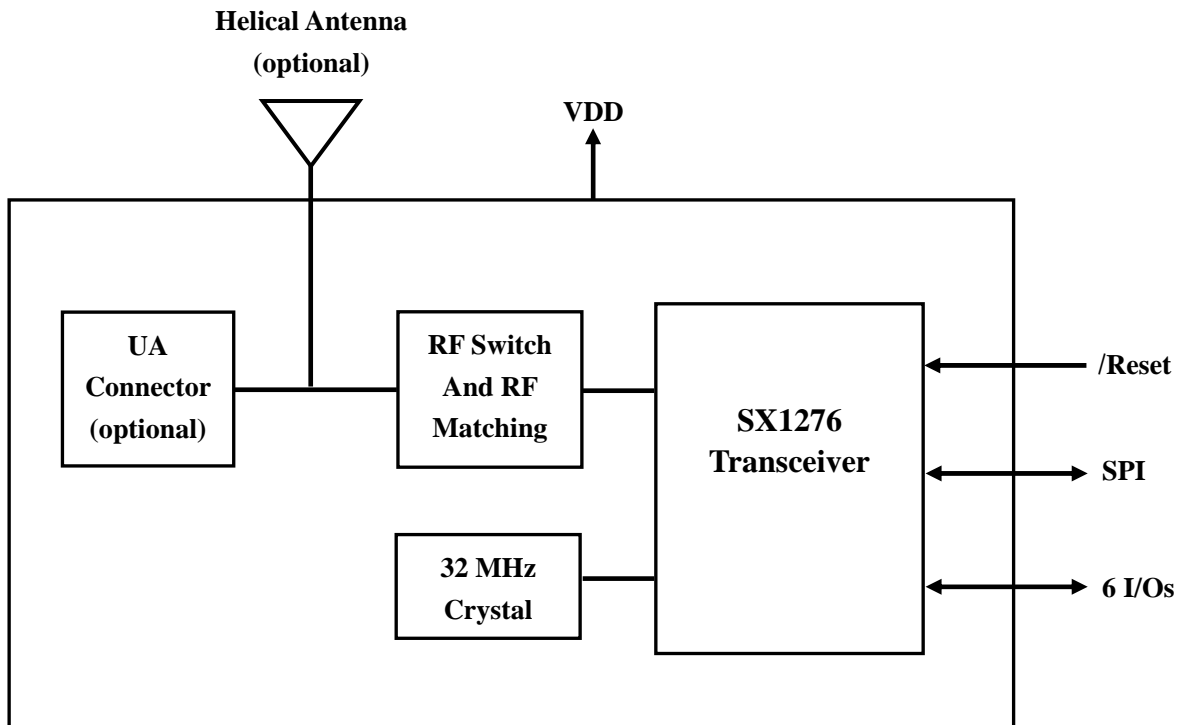 Helical Antenna
(optional)
VDD
UA
Connector
(optional)
RF Switch
And RF
Matching
SX1276
Transceiver
32 MHz
Crystal
/Reset
SPI
6 I/Os